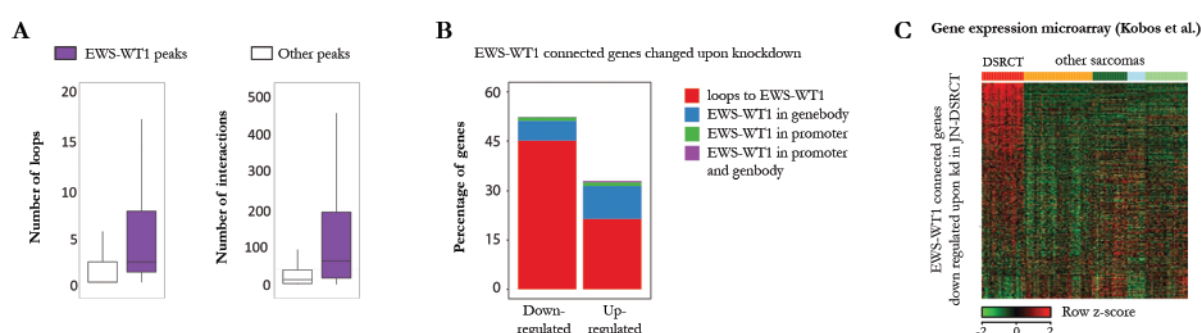 A
EWS-WT1 peaks
Other peaks
Number of loops
20
15
10
5
0
Number of interactions
500
400
300
200
100
0
B
EWS-WT1 connected genes changed upon knockdown
Percentage of genes
60
45
30
15
0
Down-
regulated
Up-
regulated
loops to EWS-WT1
EWS-WT1 in genebody
EWS-WT1 in promoter
EWS-WT1 in promoter
and genbody
C
Gene expression microarray (Kobos et al.)
DSRCT
other sarcomas
EWS-WT1 connected genes
down regulated upon kd in JN-DSRCT
Row z-score
-2
0
2